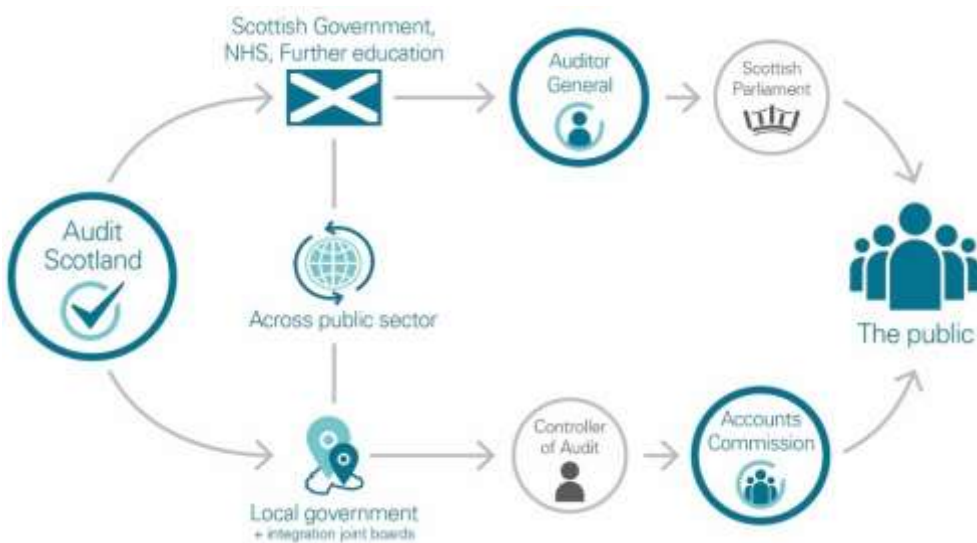 Scottish Government,
NHS, Further education
Auditor
General
Scottish
Parliament
Audit
Scotland
Across public sector
The public
Local government
+ integration joint boards
Controller
of Audit
Accounts
Commission